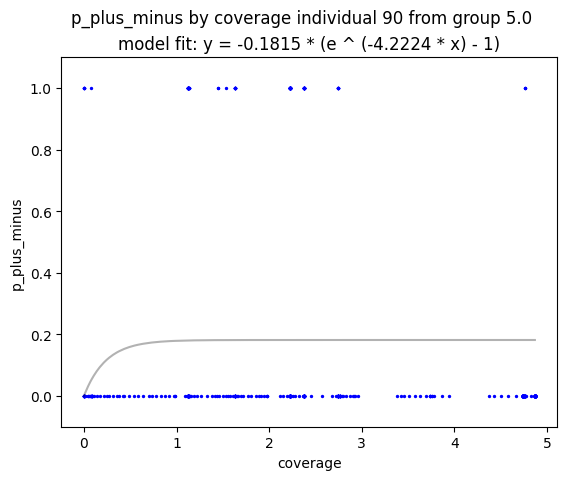 p_plus_minus by coverage individual 90 from group 5.0
model fit: y = -0.1815 * (e ^ (-4.2224 * x) - 1)
1.0
0.8
0.6
0.4
0.2
0.0
p_plus_minus
0 1 2 3 4 5
coverage